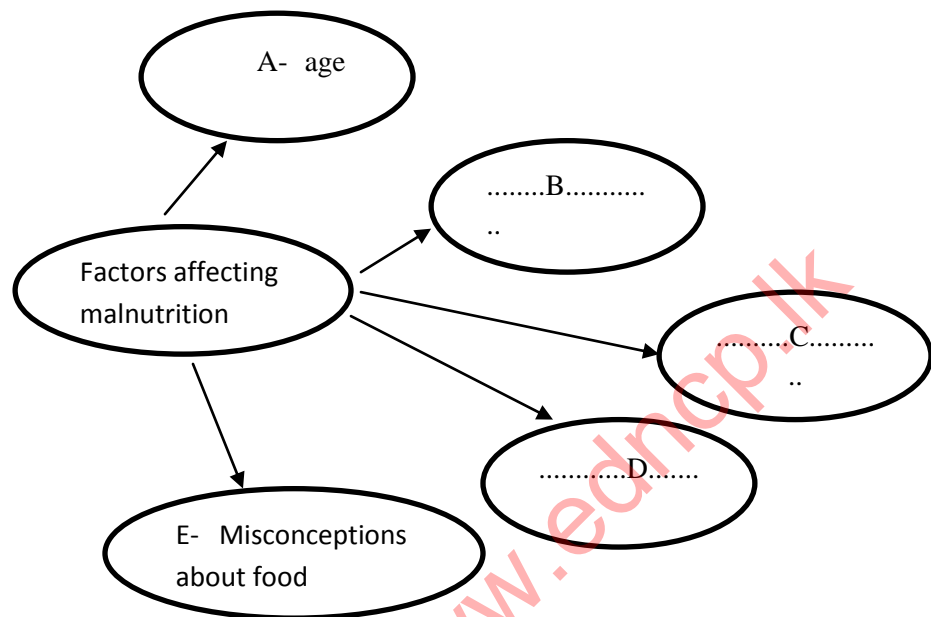 A- age
........B...........
..
Factors affecting
malnutrition
..........C.........
..
............D.......
E- Misconceptions
about food
www.edncp.lk